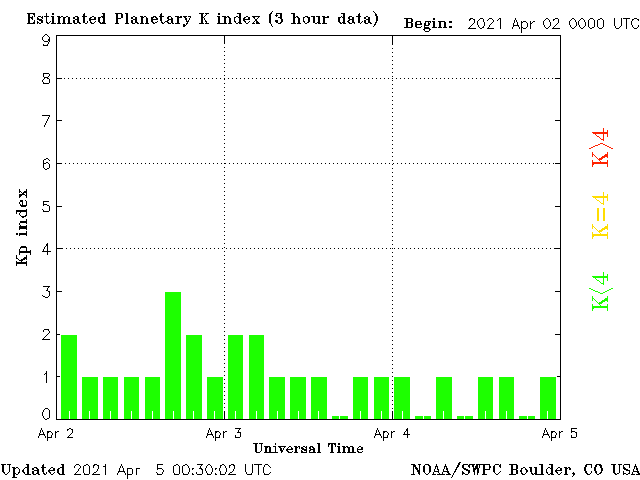 Estimated Planetary K index (3 hour data)
Begin: 2021 Apr 02 0000 UTC
9
8
7
6
5
4
3
2
1
0
Kp index
K>4
K=4
K<4
Apr 2
Apr 3
Apr 4
Apr 5
Universal Time
Updated 2021 Apr 5 00:30:02 UTC
NOAA/SWPC Boulder, CO USA